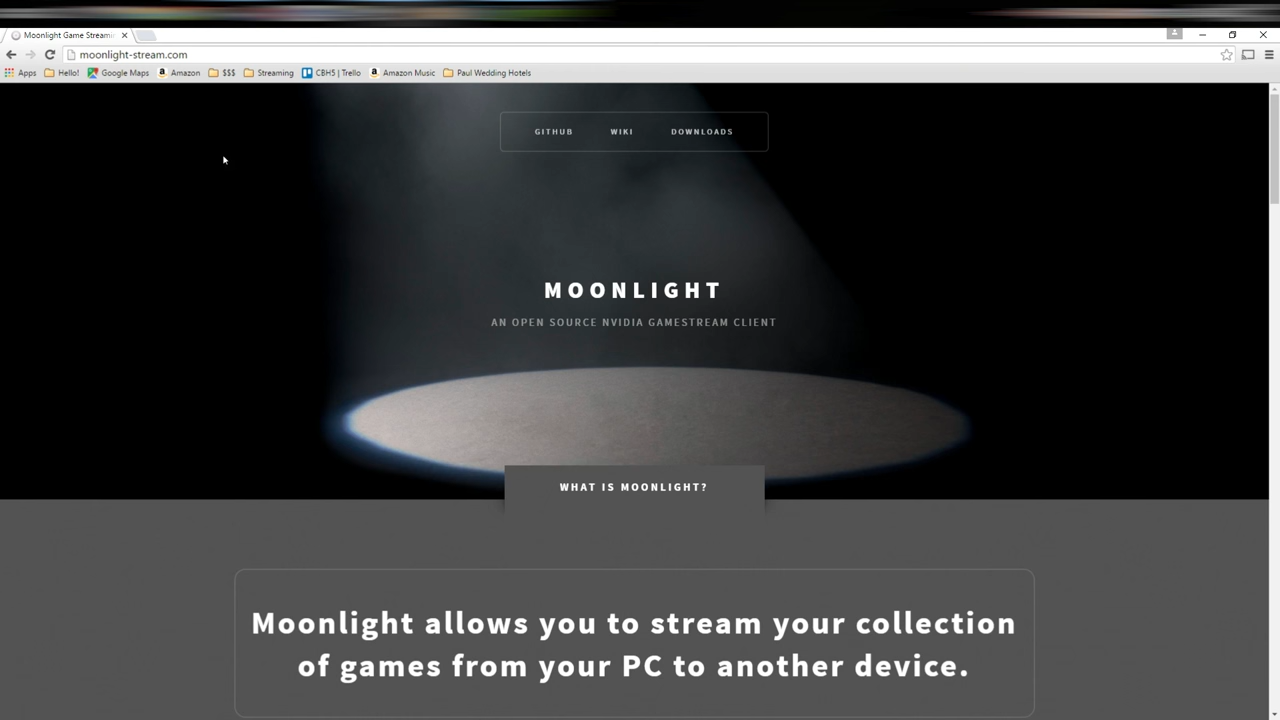 Moonlight Game Streami
moonlight-stream.com
Apps Hello! Google Maps Amazon $$$ Streaming CBH5 | Trello Amazon Music Paul Wedding Hotels
GITHUB WIKI DOWNLOADS
MOONLIGHT
AN OPEN SOURCE NVIDIA GAMESTREAM CLIENT
WHAT IS MOONLIGHT?
Moonlight allows you to stream your collection
of games from your PC to another device.